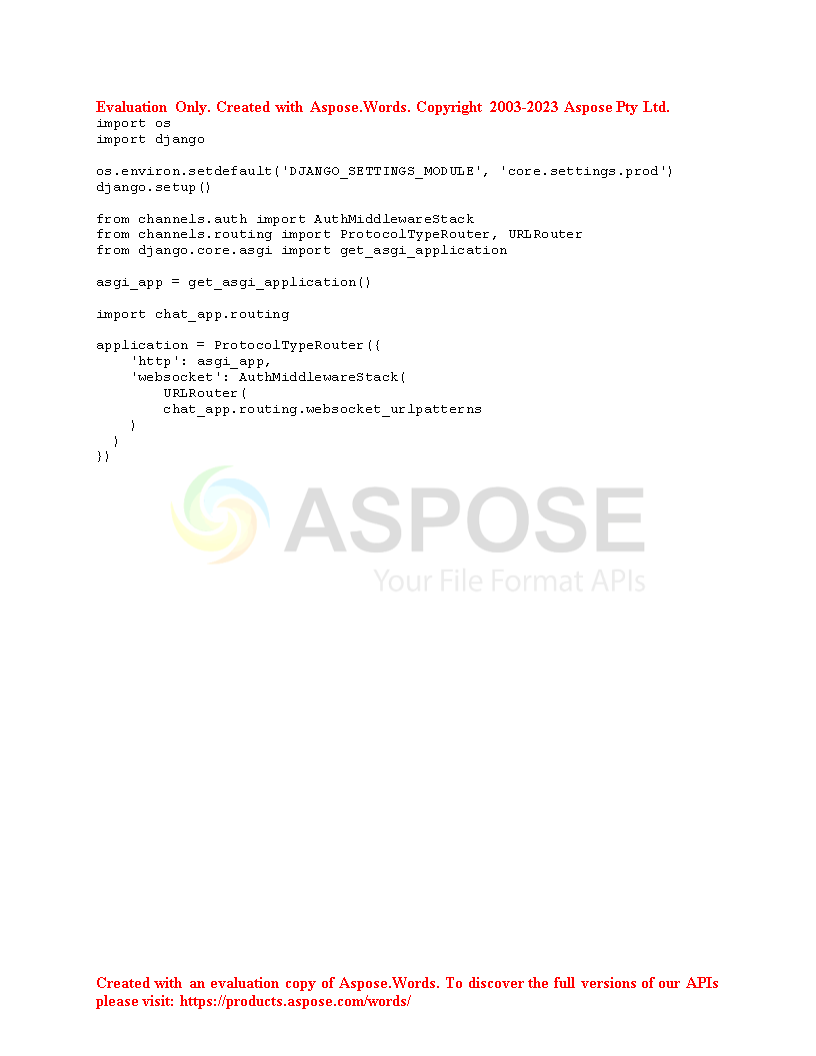 Evaluation Only. Created with Aspose.Words. Copyright 2003-2023 Aspose Pty Ltd.
import os
import django

os.environ.setdefault('DJANGO_SETTINGS_MODULE', 'core.settings.prod')
django.setup()

from channels.auth import AuthMiddlewareStack
from channels.routing import ProtocolTypeRouter, URLRouter
from django.core.asgi import get_asgi_application

asgi_app = get_asgi_application()

import chat_app.routing

application = ProtocolTypeRouter({
    'http': asgi_app,
    'websocket': AuthMiddlewareStack(
        URLRouter(
        chat_app.routing.websocket_urlpatterns
    )
  )
})
ASPOSE
Your File Format APIs
Created with an evaluation copy of Aspose.Words. To discover the full versions of our APIs
please visit: https://products.aspose.com/words/